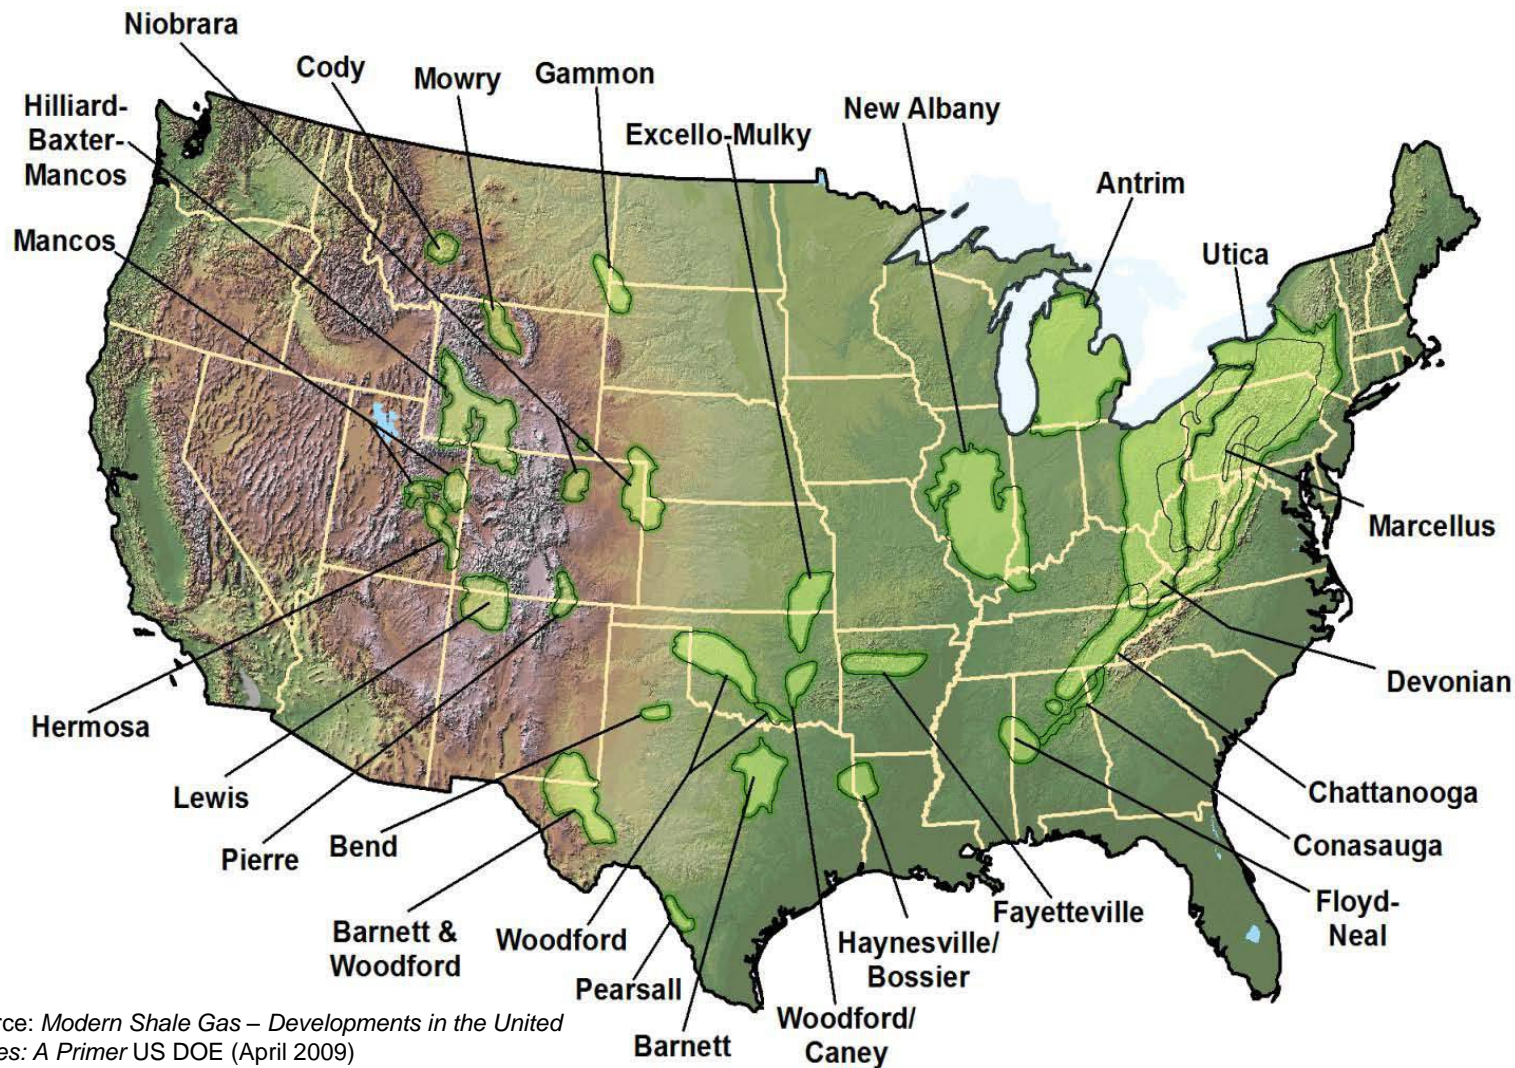 Niobrara
Cody
Mowry
Gammon
Hilliard-
Baxter-
Mancos
Excello-Mulky
New Albany
Antrim
Mancos
Utica
Marcellus
Devonian
Hermosa
Lewis
Chattanooga
Pierre
Bend
Conasauga
Barnett &
Woodford
Woodford
Fayetteville
Floyd-
Neal
Haynesville/
Bossier
Pearsall
Woodford/
Caney
Barnett
rce: Modern Shale Gas – Developments in the United
es: A Primer US DOE (April 2009)